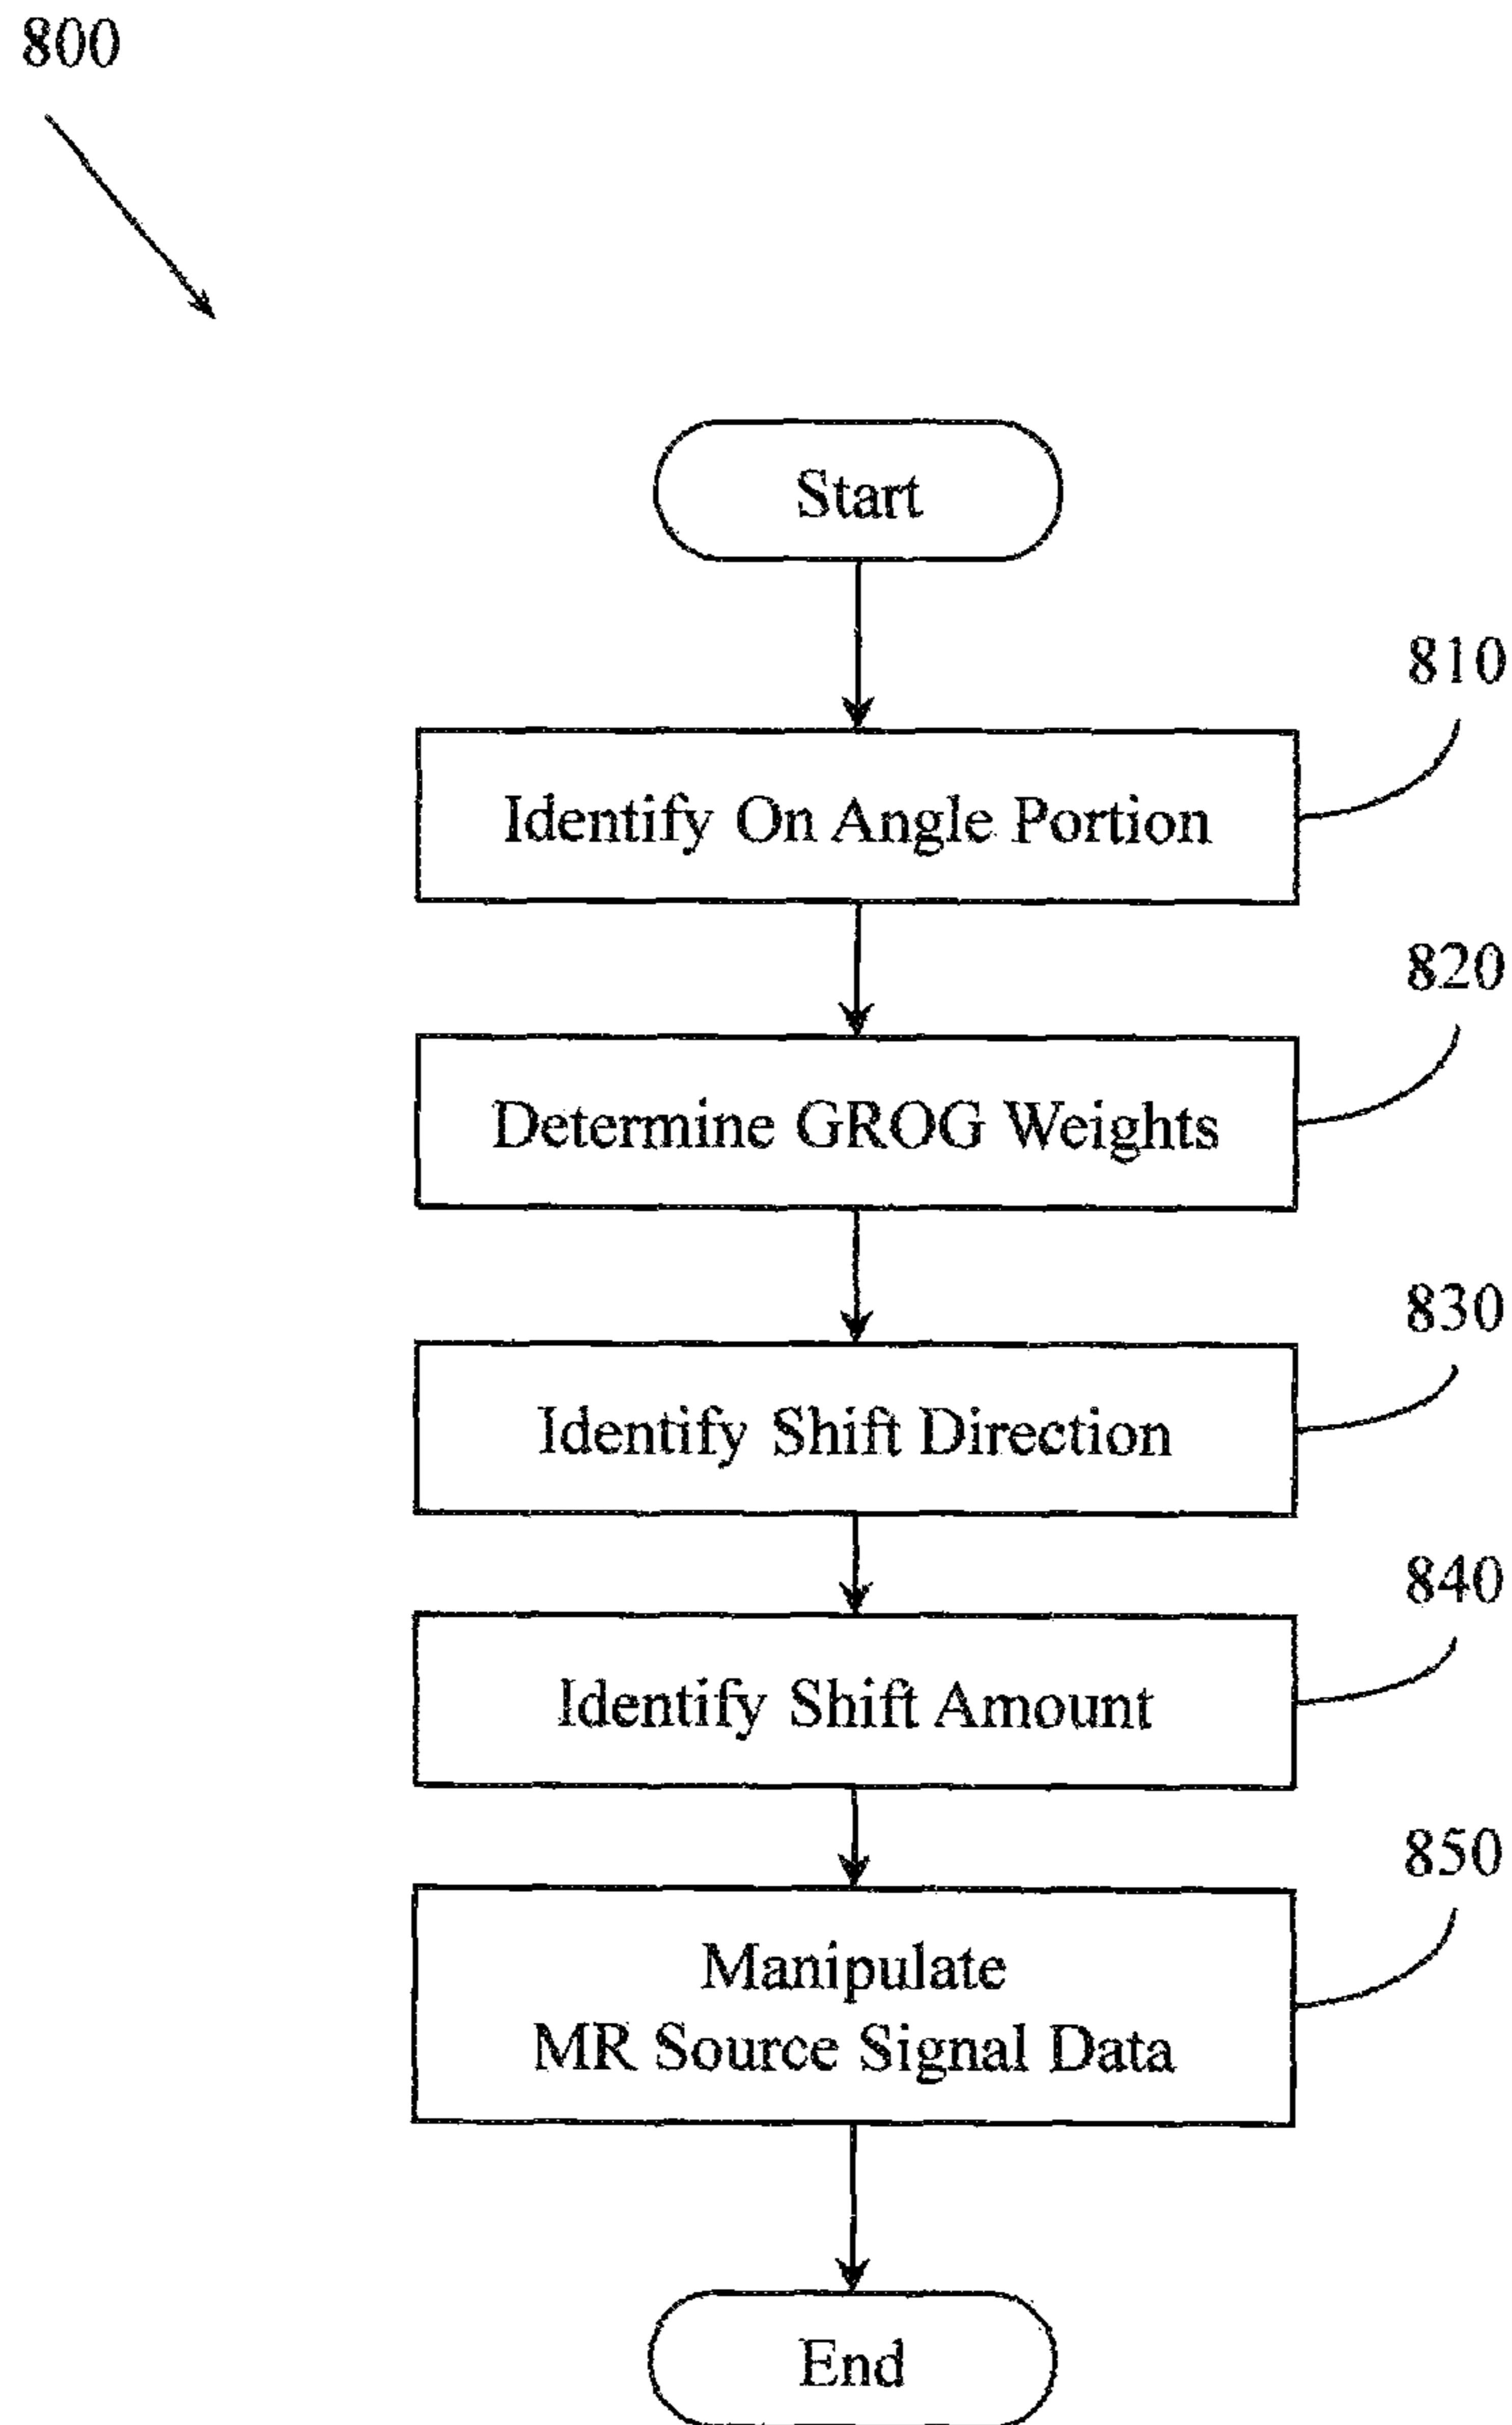 800
Start
810
Identify On Angle Portion
820
Determine GROG Weights
830
Identify Shift Direction
840
Identify Shift Amount
850
Manipulate
MR Source Signal Data
End